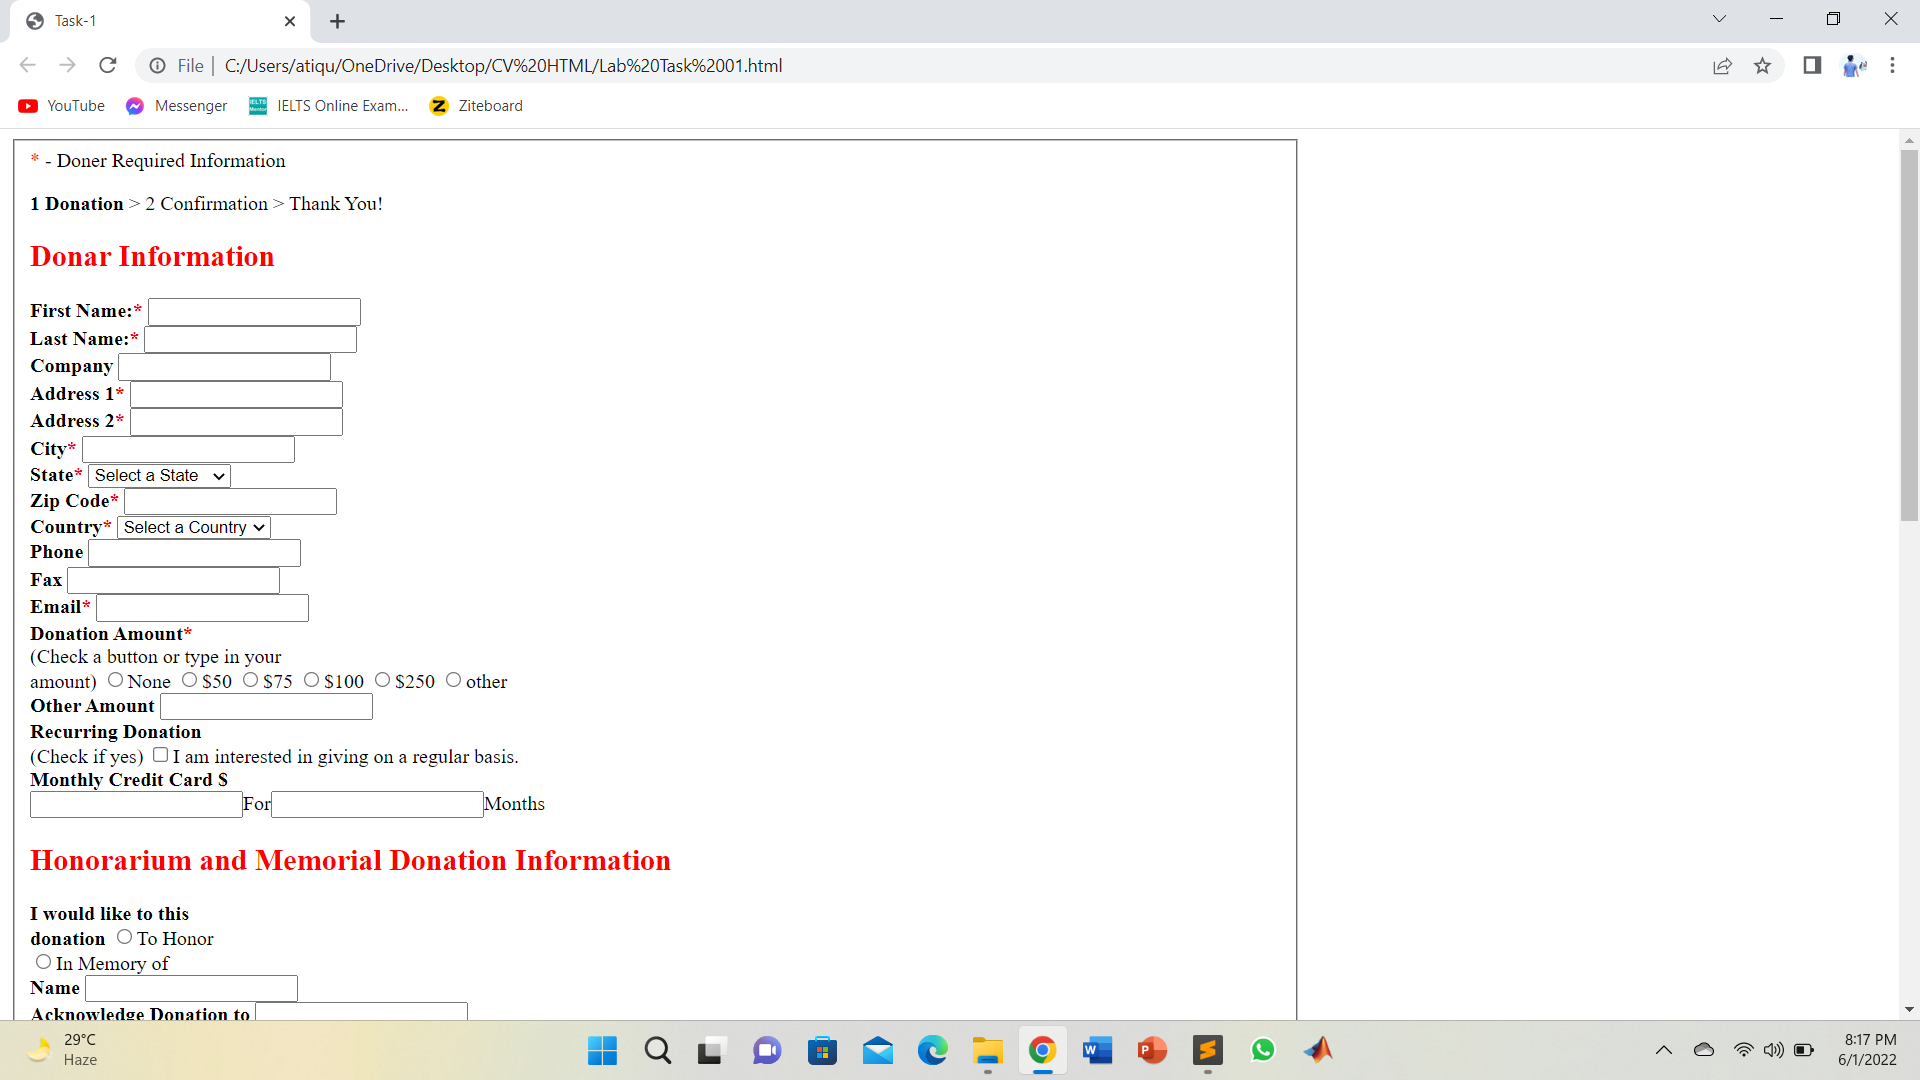 Task-1
File | C:/Users/atiqu/OneDrive/Desktop/CV%20HTML/Lab%20Task%2001.html
YouTube Messenger IELTS Online Exam... Ziteboard
* - Doner Required Information
1 Donation > 2 Confirmation > Thank You!
Donar Information
First Name:*
Last Name:*
Company
Address 1*
Address 2*
City*
State* Select a State
Zip Code*
Country* Select a Country
Phone
Fax
Email*
Donation Amount*
(Check a button or type in your
amount) None $50 $75 $100 $250 other
Other Amount
Recurring Donation
(Check if yes) I am interested in giving on a regular basis.
Monthly Credit Card $
For Months
Honorarium and Memorial Donation Information
I would like to this
donation To Honor
In Memory of
Name
Acknowledge Donation to
29°C
Haze
8:17 PM
6/1/2022